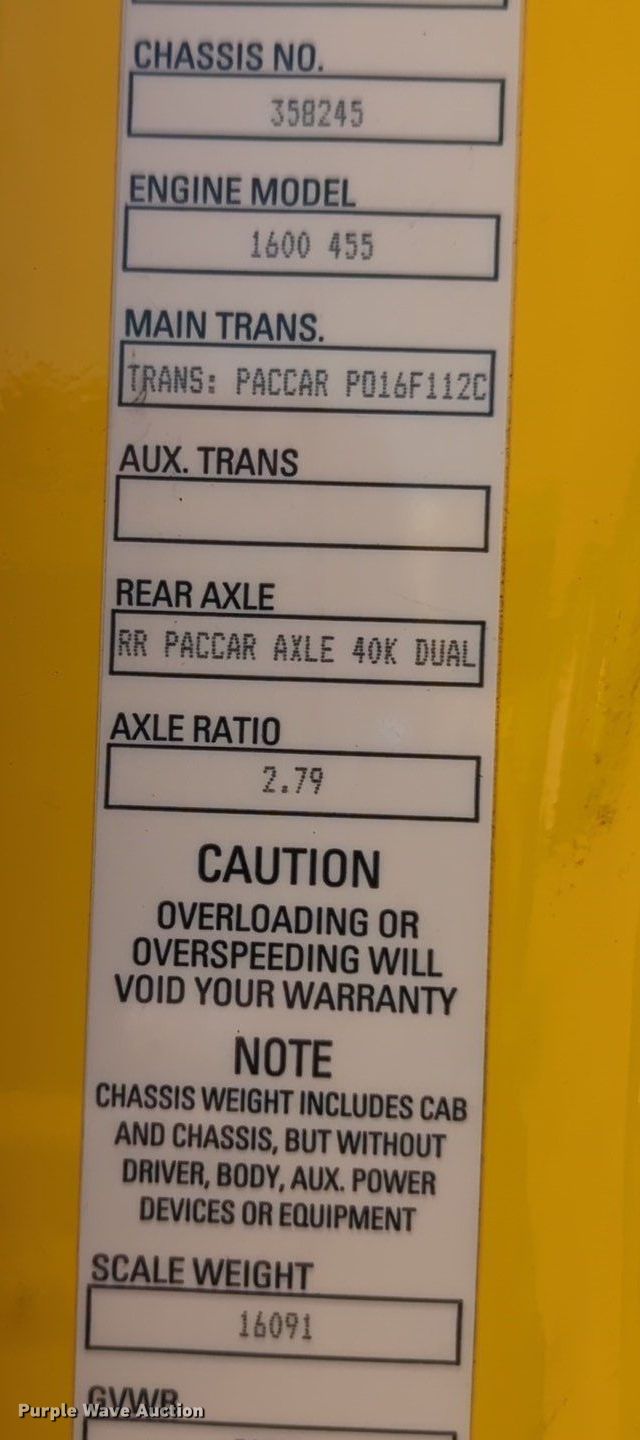 CHASSIS NO.
358245
ENGINE MODEL
1600 455
MAIN TRANS.
TRANS: PACCAR PO16F112C
AUX. TRANS
REAR AXLE
RR PACCAR AXLE 40K DUAL
AXLE RATIO
2.79
CAUTION
OVERLOADING OR
OVERSPEEDING WILL
VOID YOUR WARRANTY
NOTE
CHASSIS WEIGHT INCLUDES CAB
AND CHASSIS, BUT WITHOUT
DRIVER, BODY, AUX. POWER
DEVICES OR EQUIPMENT
SCALE WEIGHT
16091
GVWR
Purple Wave Auction